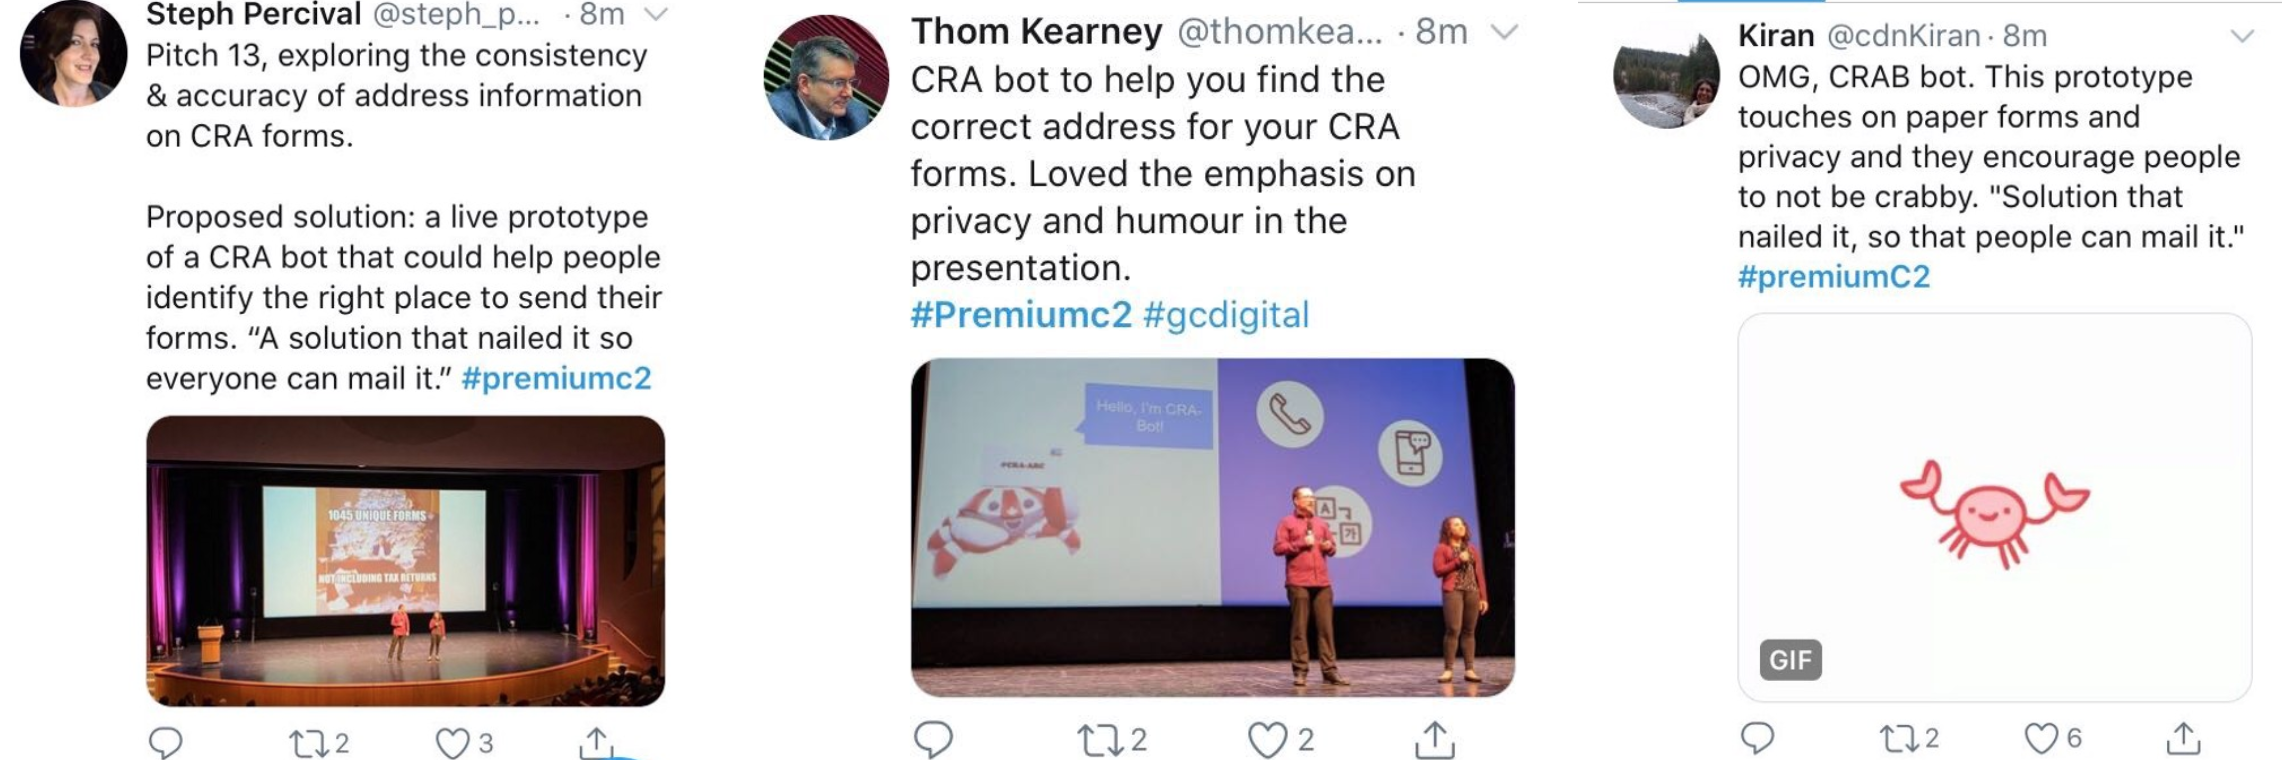 Steph Percival @steph_p... · 8m
Pitch 13, exploring the consistency
& accuracy of address information
on CRA forms.
Proposed solution: a live prototype
of a CRA bot that could help people
identify the right place to send their
forms. “A solution that nailed it so
everyone can mail it.” #premiumc2
1045 UNIQUE FORMS
NOT INCLUDING TAX RETURNS
2 3
Thom Kearney @thomkea... · 8m
CRA bot to help you find the
correct address for your CRA
forms. Loved the emphasis on
privacy and humour in the
presentation.
#Premiumc2 #gcdigital
Hello, I'm CRA-
Bot!
#CRA-ARC
A
가
2 2
Kiran @cdnKiran · 8m
OMG, CRAB bot. This prototype
touches on paper forms and
privacy and they encourage people
to not be crabby. "Solution that
nailed it, so that people can mail it."
#premiumC2
GIF
2 6